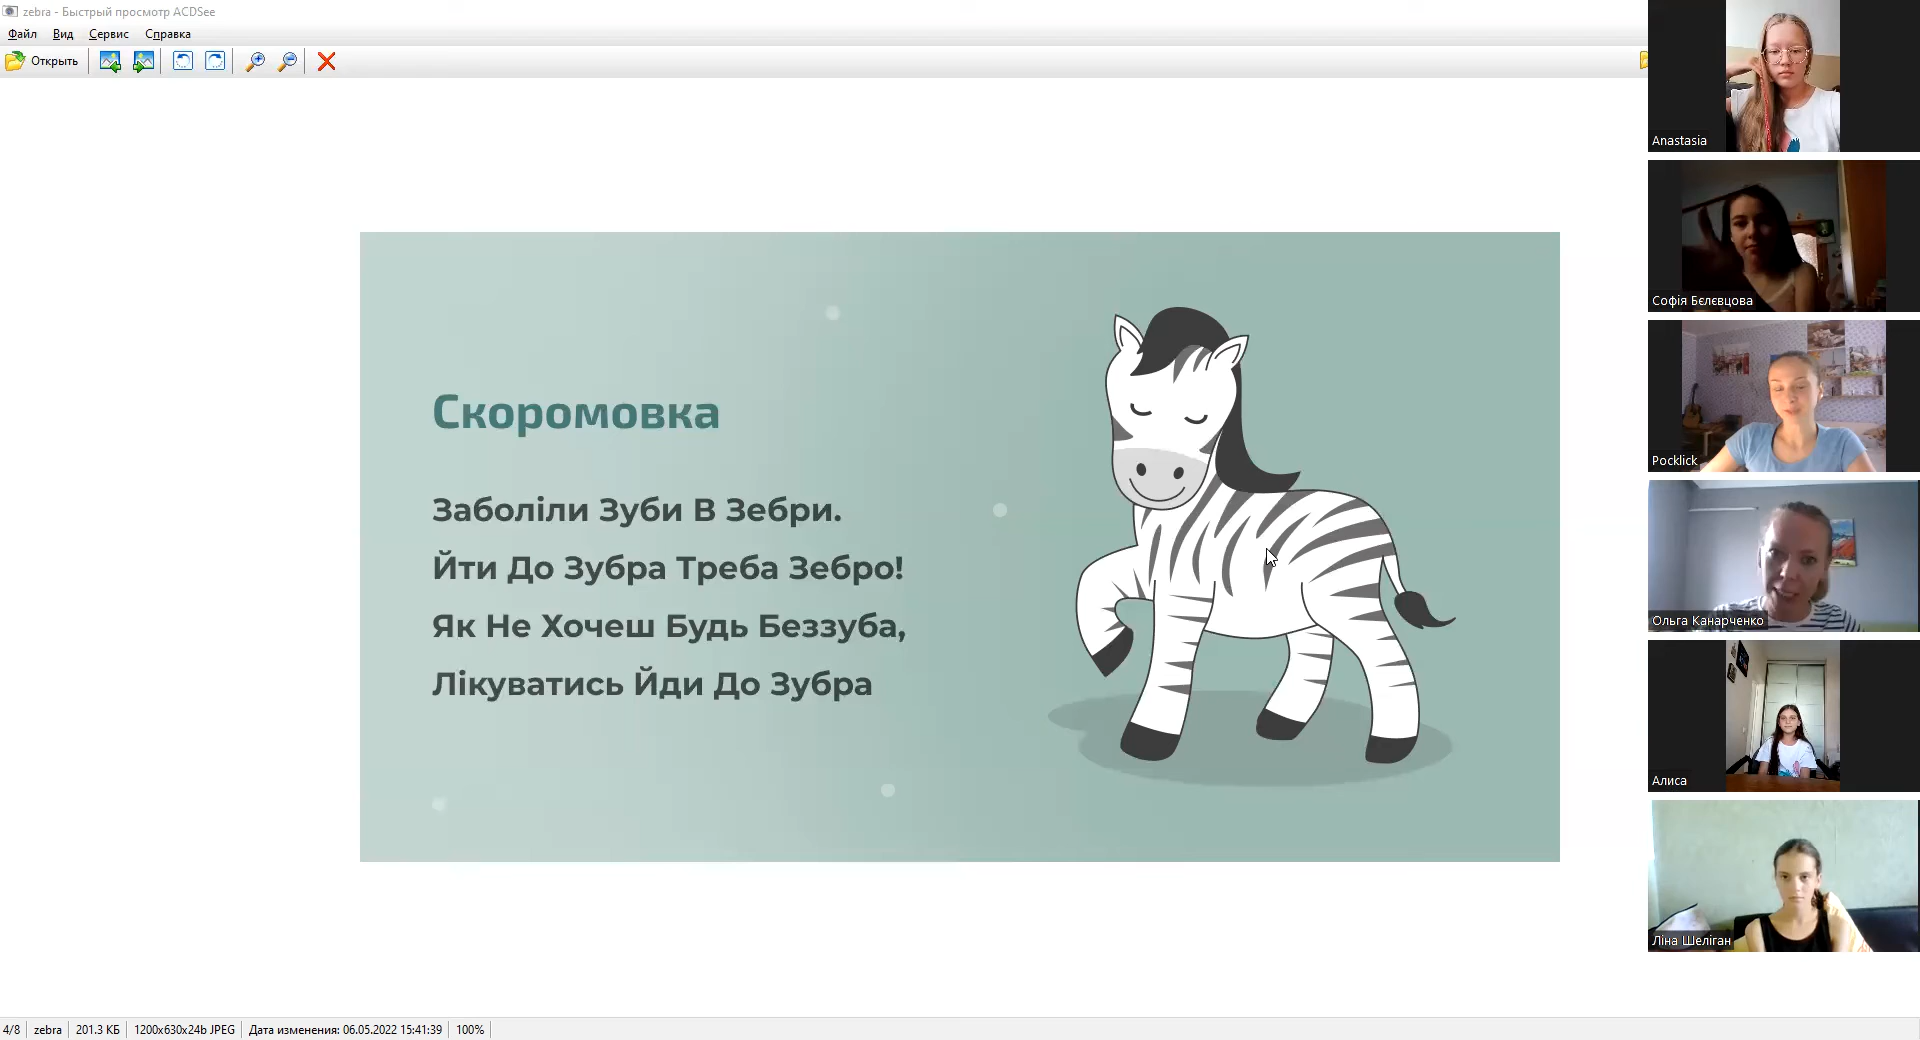 zebra - Быстрый просмотр ACDSee
Файл Вид Сервис Справка
Открыть
Скоромовка
Заболіли Зуби В Зебри.
Йти До Зубра Треба Зебро!
Як Не Хочеш Будь Беззуба,
Лікуватись Йди До Зубра
Anastasia
Софія Бєлєвцова
Pocklick
Ольга Канарченко
Алиса
Ліна Шеліган
4/8 zebra 201.3 КБ 1200x630x24b JPEG Дата изменения: 06.05.2022 15:41:39 100%